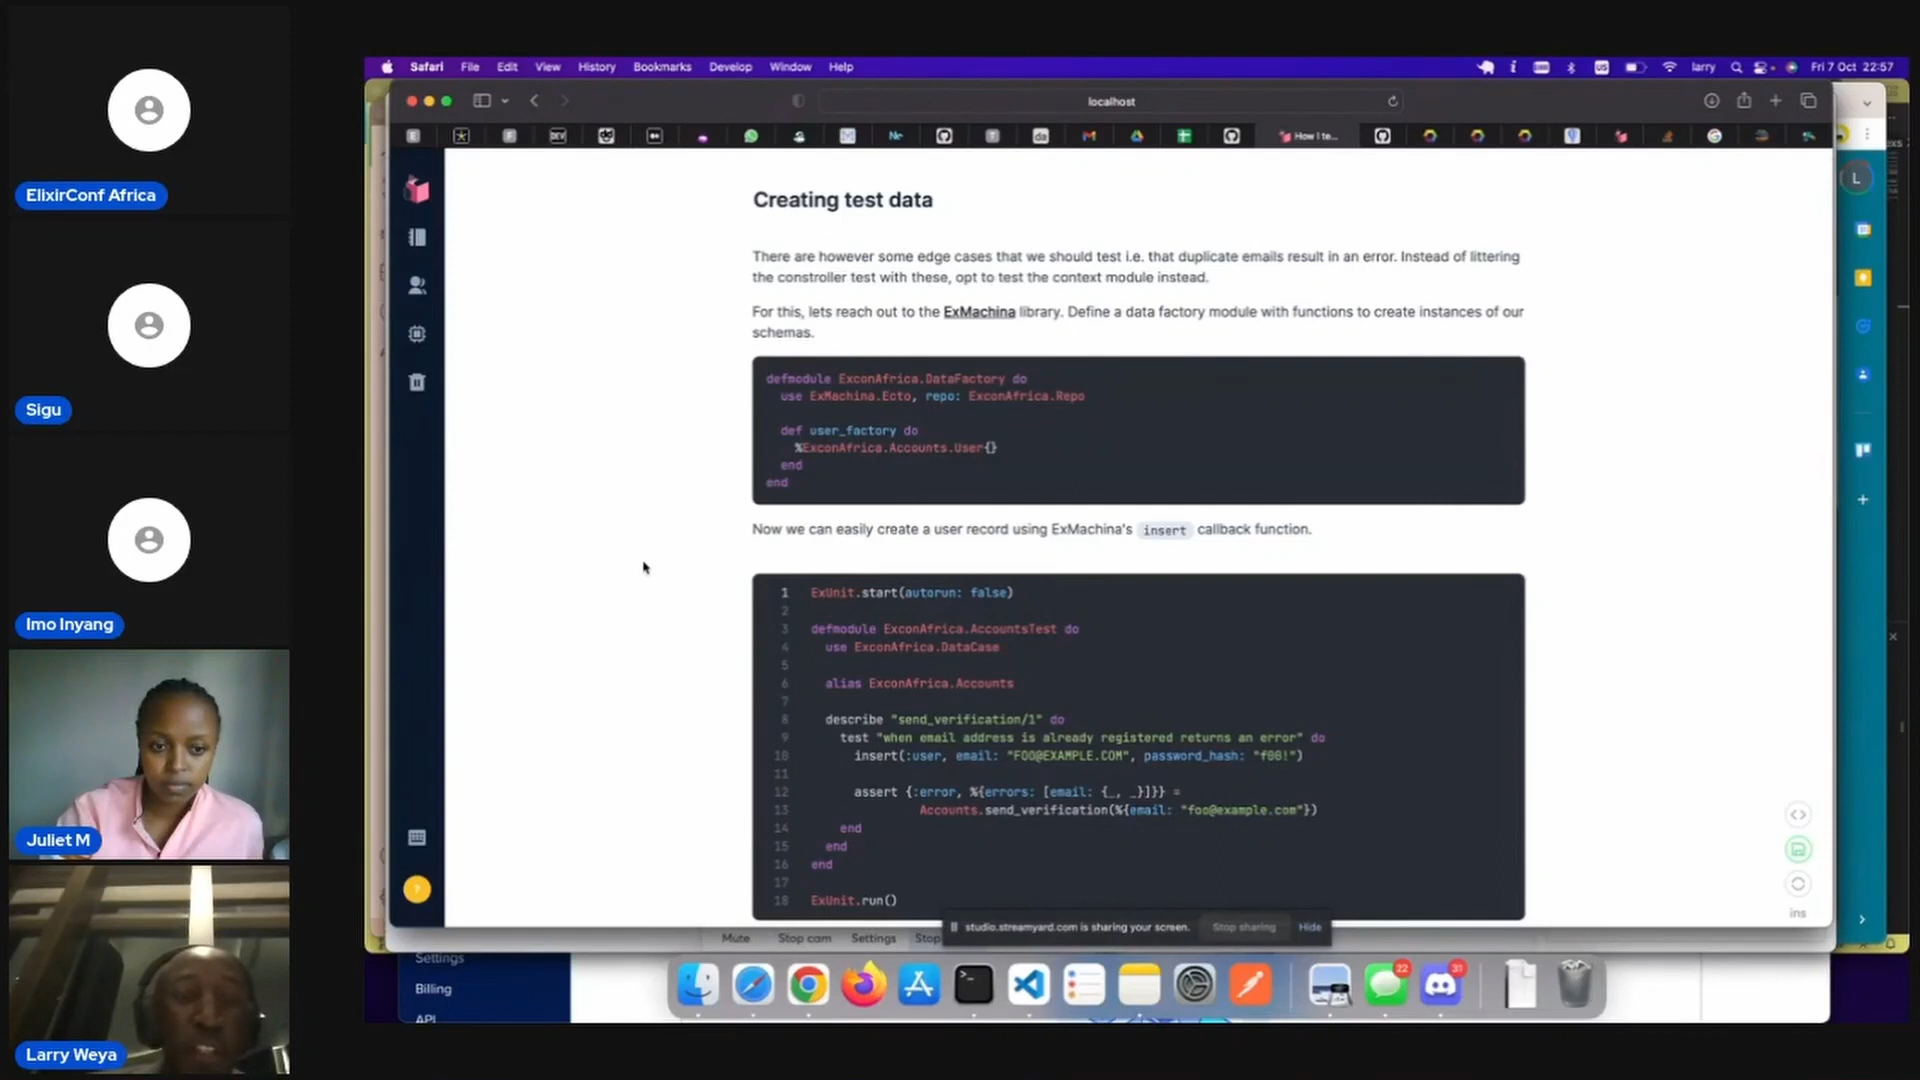 ElixirConf Africa
Sigu
Imo Inyang
Juliet M
Larry Weya
Safari File Edit View History Bookmarks Develop Window Help
US larry Fri 7 Oct 22:57
localhost
DEV
How I te...
L
Creating test data
There are however some edge cases that we should test i.e. that duplicate emails result in an error. Instead of littering
the constroller test with these, opt to test the context module instead.
For this, lets reach out to the ExMachina library. Define a data factory module with functions to create instances of our
schemas.
defmodule ExconAfrica.DataFactory do
use ExMachina.Ecto, repo: ExconAfrica.Repo
def user_factory do
%ExconAfrica.Accounts.User{}
end
end
Now we can easily create a user record using ExMachina's insert callback function.
1 ExUnit.start(autorun: false)
2
3 defmodule ExconAfrica.AccountsTest do
4 use ExconAfrica.DataCase
5
6 alias ExconAfrica.Accounts
7
8 describe "send_verification/1" do
9 test "when email address is already registered returns an error" do
10 insert(:user, email: "FOO@EXAMPLE.COM", password_hash: "f00!")
11
12 assert {:error, %{errors: [email: {_, _}]}} =
13 Accounts.send_verification(%{email: "foo@example.com"})
14 end
15 end
16 end
17
18 ExUnit.run()
ins
studio.streamyard.com is sharing your screen. Stop sharing Hide
Mute Stop cam Settings Stop
Settings
Billing
API
22
31